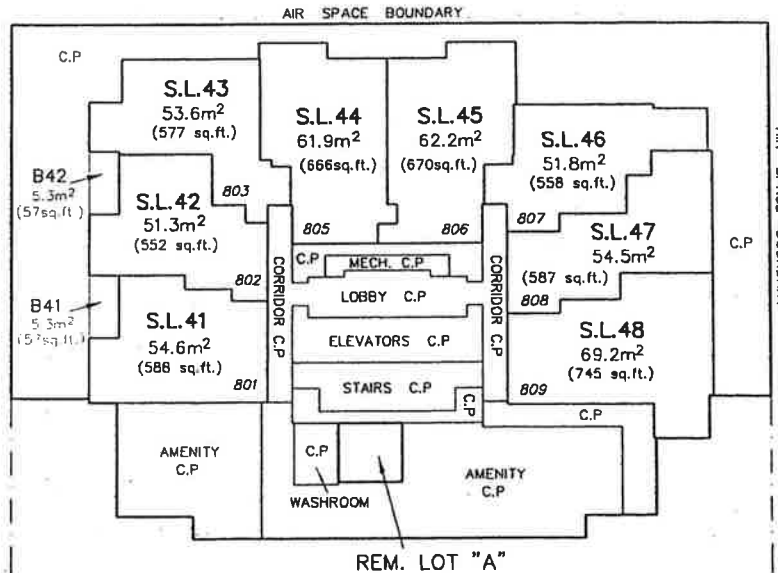 AIR SPACE BOUNDARY
C.P
S.L.43
53.6m²
(577 sq.ft.)
803
S.L.44
61.9m²
(666sq.ft.)
805
S.L.45
62.2m²
(670sq.ft.)
806
S.L.46
51.8m²
(558 sq.ft.)
807
B42
5.3m²
(57sq.ft.)
S.L.42
51.3m²
(552 sq.ft.)
802
S.L.47
54.5m²
(587 sq.ft.)
808
C.P
B41
5.3m²
(57sq.ft.)
S.L.41
54.6m²
(588 sq.ft.)
801
CORRIDOR C.P
C.P
MECH. C.P
LOBBY C.P
ELEVATORS C.P
STAIRS C.P
C.P
CORRIDOR C.P
S.L.48
69.2m²
(745 sq.ft.)
809
C.P
AMENITY
C.P
C.P
WASHROOM
AMENITY
C.P
REM. LOT "A"